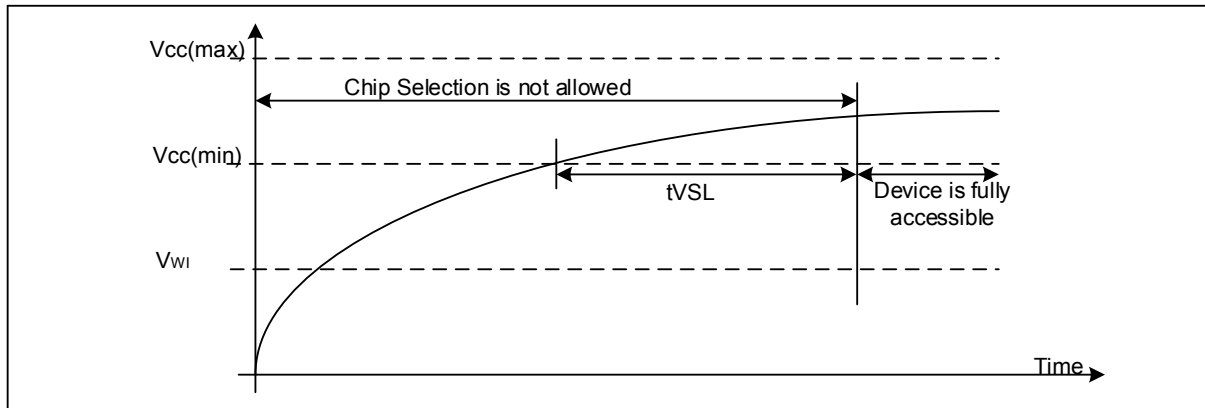 Vcc(max)
Chip Selection is not allowed
Vcc(min)
tVSL
Device is fully
accessible
VWI
Time